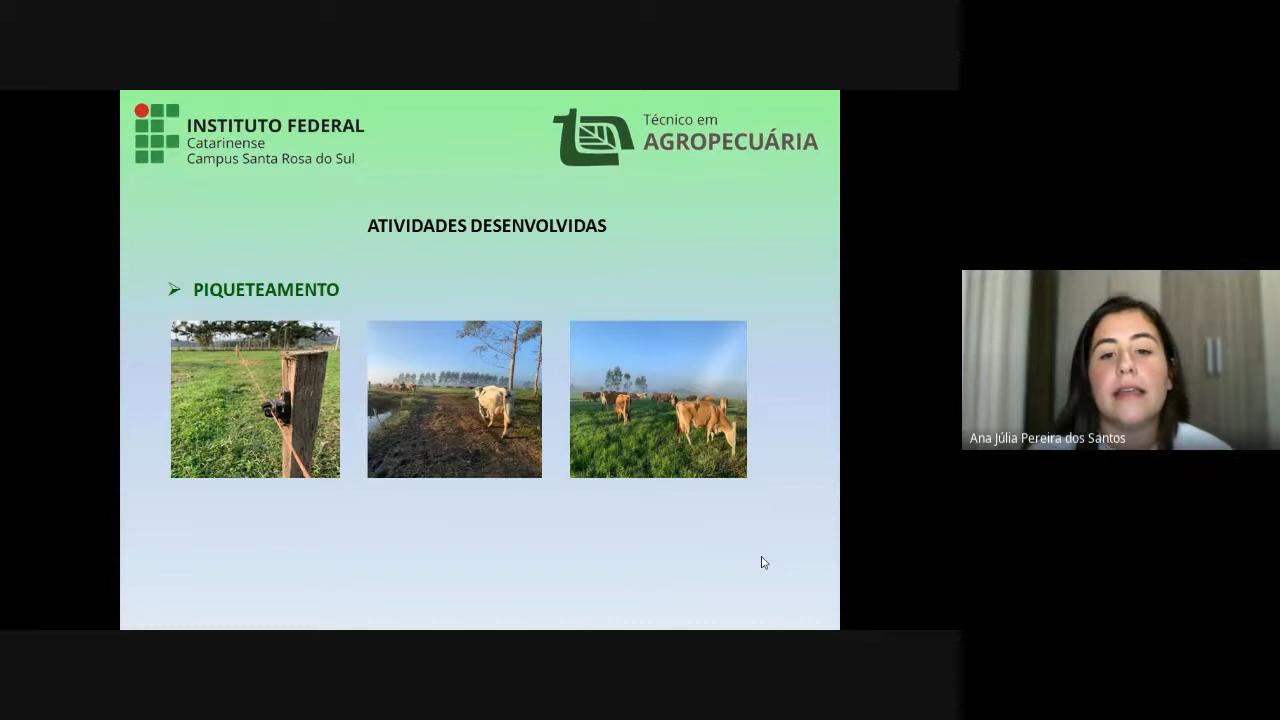 INSTITUTO FEDERAL
Catarinense
Campus Santa Rosa do Sul
Técnico em
AGROPECUÁRIA
ATIVIDADES DESENVOLVIDAS
PIQUETEAMENTO
Ana Júlia Pereira dos Santos